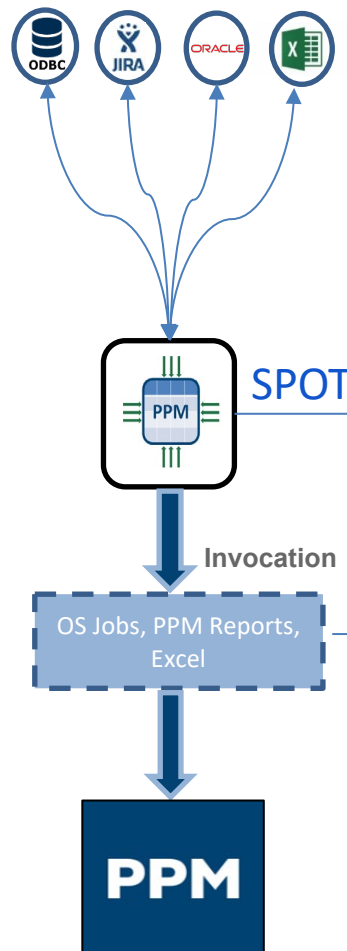 ODBC
JIRA
ORACLE
X
PPM
SPOT
Invocation
OS Jobs, PPM Reports,
Excel
PPM